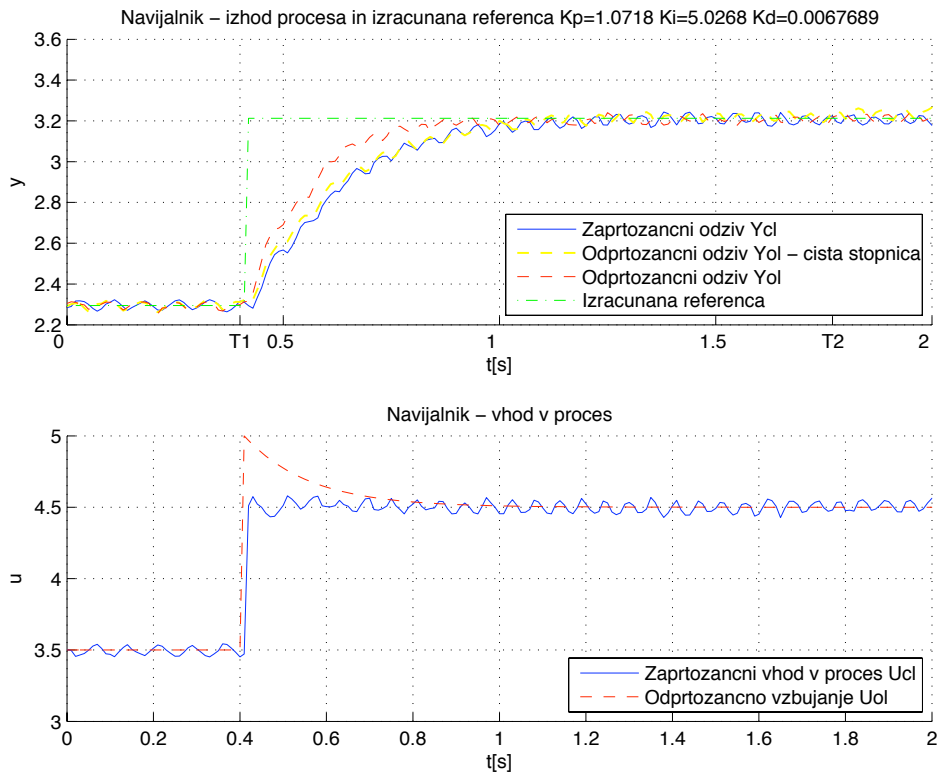 Navijalnik – izhod procesa in izracunana referenca Kp=1.0718 Ki=5.0268 Kd=0.0067689
3.6
3.4
3.2
3
2.8
2.6
2.4
2.2
y
Zaprtozancni odziv Ycl
Odprtozancni odziv Yol – cista stopnica
Odprtozancni odziv Yol
Izracunana referenca
0 T1 0.5 1 1.5 T2 2
t[s]
Navijalnik – vhod v proces
5
4.5
4
3.5
3
u
Zaprtozancni vhod v proces Ucl
Odprtozancno vzbujanje Uol
0 0.2 0.4 0.6 0.8 1 1.2 1.4 1.6 1.8 2
t[s]